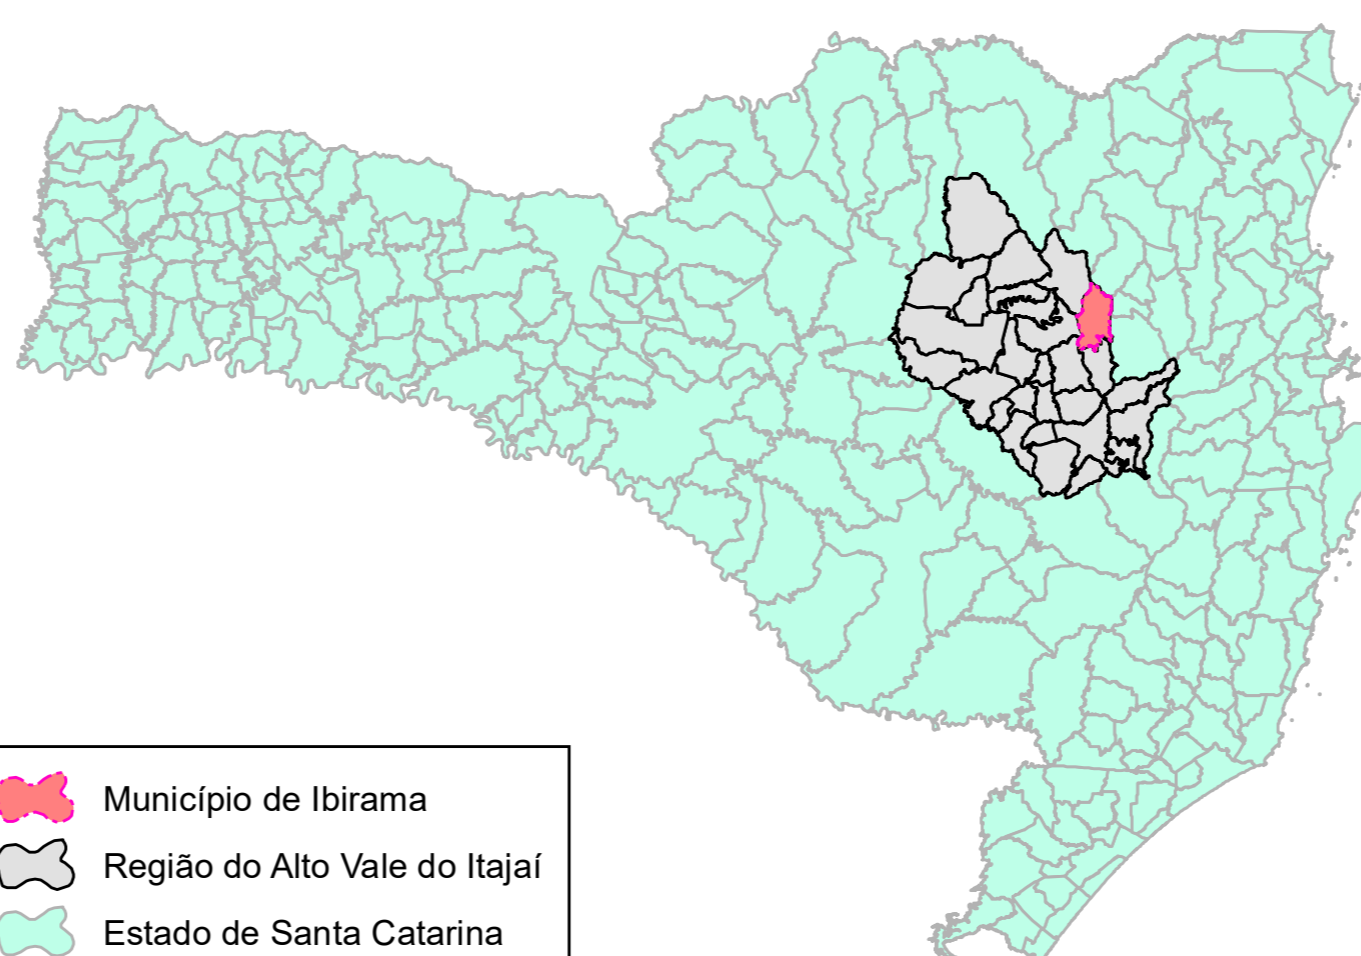 Município de Ibirama
Região do Alto Vale do Itajaí
Estado de Santa Catarina